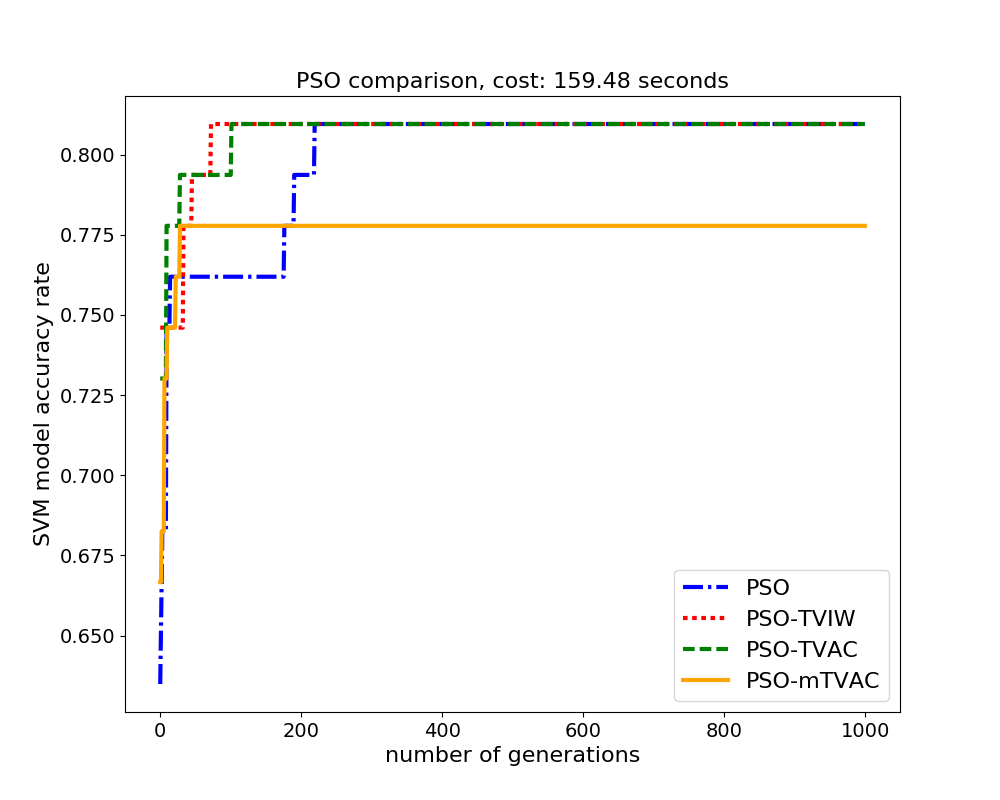 PSO comparison, cost: 159.48 seconds
SVM model accuracy rate
0.800
0.775
0.750
0.725
0.700
0.675
0.650
0 200 400 600 800 1000
number of generations
PSO
PSO-TVIW
PSO-TVAC
PSO-mTVAC